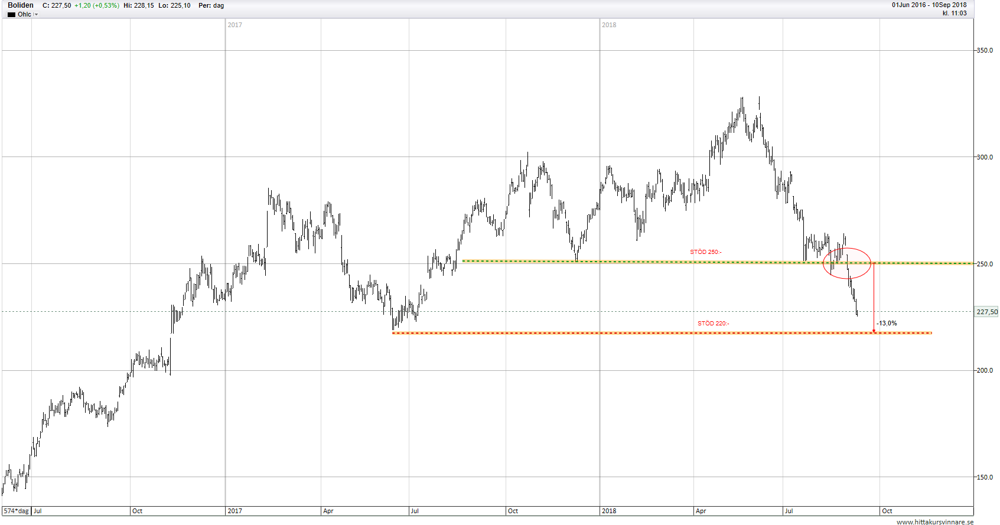 Boliden C: 227,50 +1,20 (+0,53%) Hi: 228,15 Lo: 225,10 Per: dag
01Jun 2016 - 10Sep 2018
Ohlc
kl. 11:03
2017 2018
350.0
300.0
STÖD 250:-
250.0
227,50
STÖD 220:- -13,0%
200.0
150.0
574*dag Jul Oct 2017 Apr Jul Oct 2018 Apr Jul Oct
www.hittakursvinnare.se